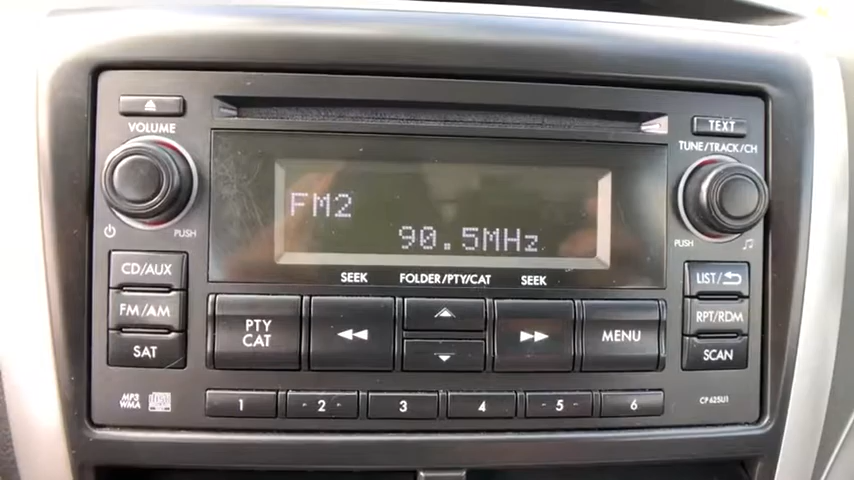 TEXT
VOLUME
TUNE/TRACK/CH
FM2
90.5MHz
PUSH
PUSH
SEEK
FOLDER/PTY/CAT
SEEK
CD/AUX
LIST/
FM/AM
PTY
CAT
MENU
RPT/RDM
SAT
SCAN
MP3
WMA
1
2
3
4
5
6
CP625U1